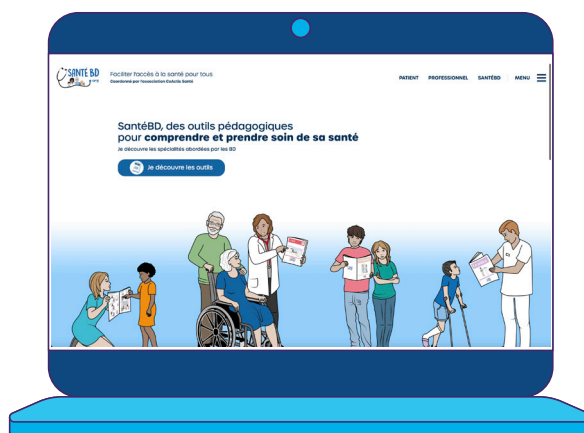 SANTÉ BD
.org
Faciliter l'accès à la santé pour tous
Coordonné par l'association CoActis Santé
PATIENT PROFESSIONNEL SANTÉBD MENU
SantéBD, des outils pédagogiques
pour comprendre et prendre soin de sa santé
Je découvre les spécialités abordées par les BD
Je découvre les outils